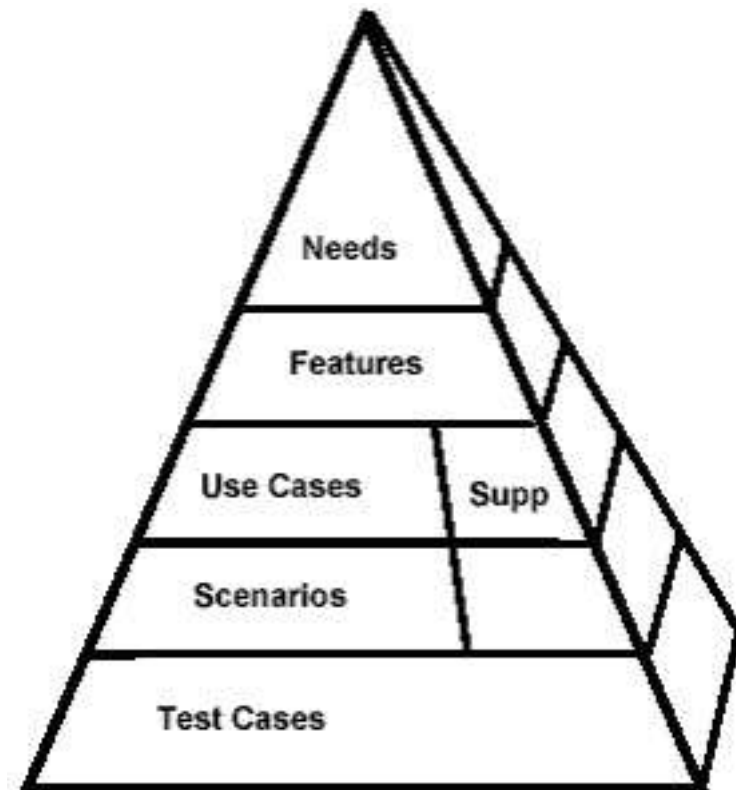 Needs
Features
Use Cases
Supp
Scenarios
Test Cases